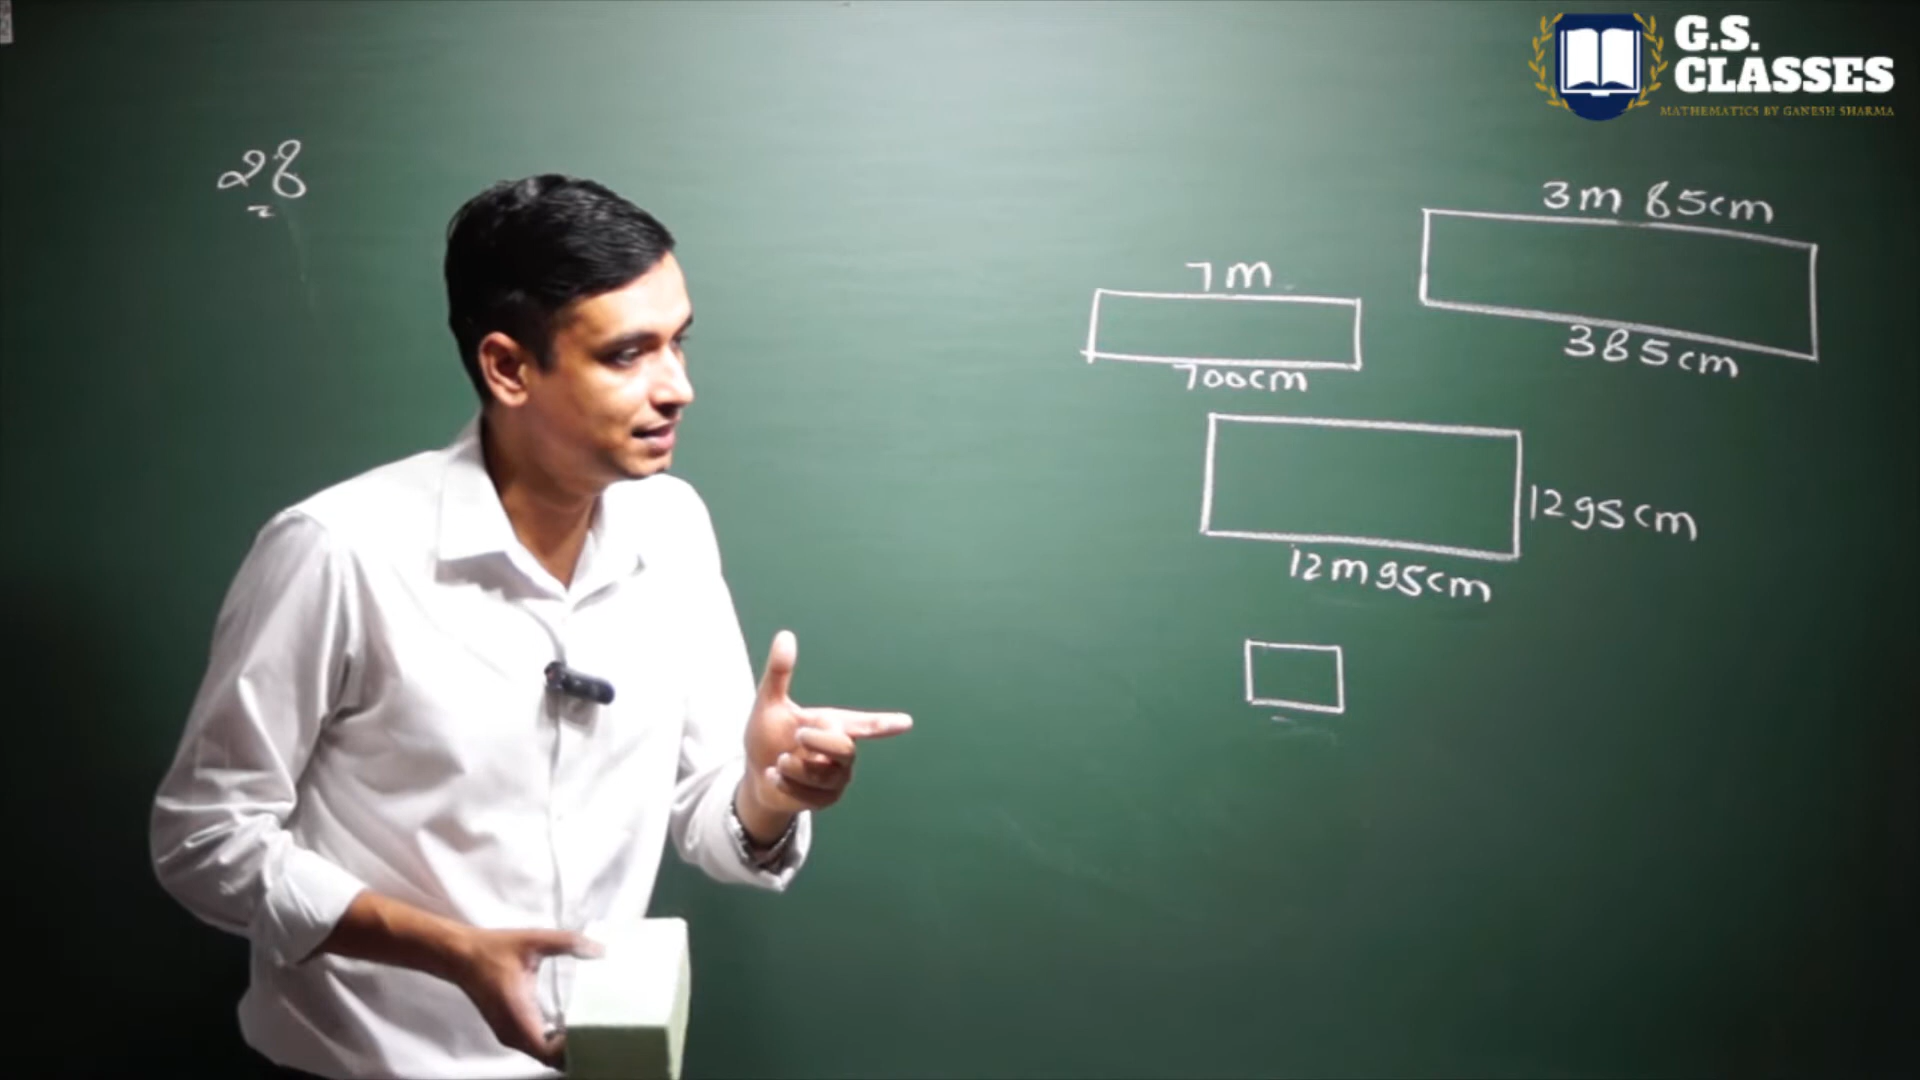 G.S.
CLASSES
MATHEMATICS BY GANESH SHARMA
28
3m 85cm
7m
385cm
700cm
1295cm
12m 95cm